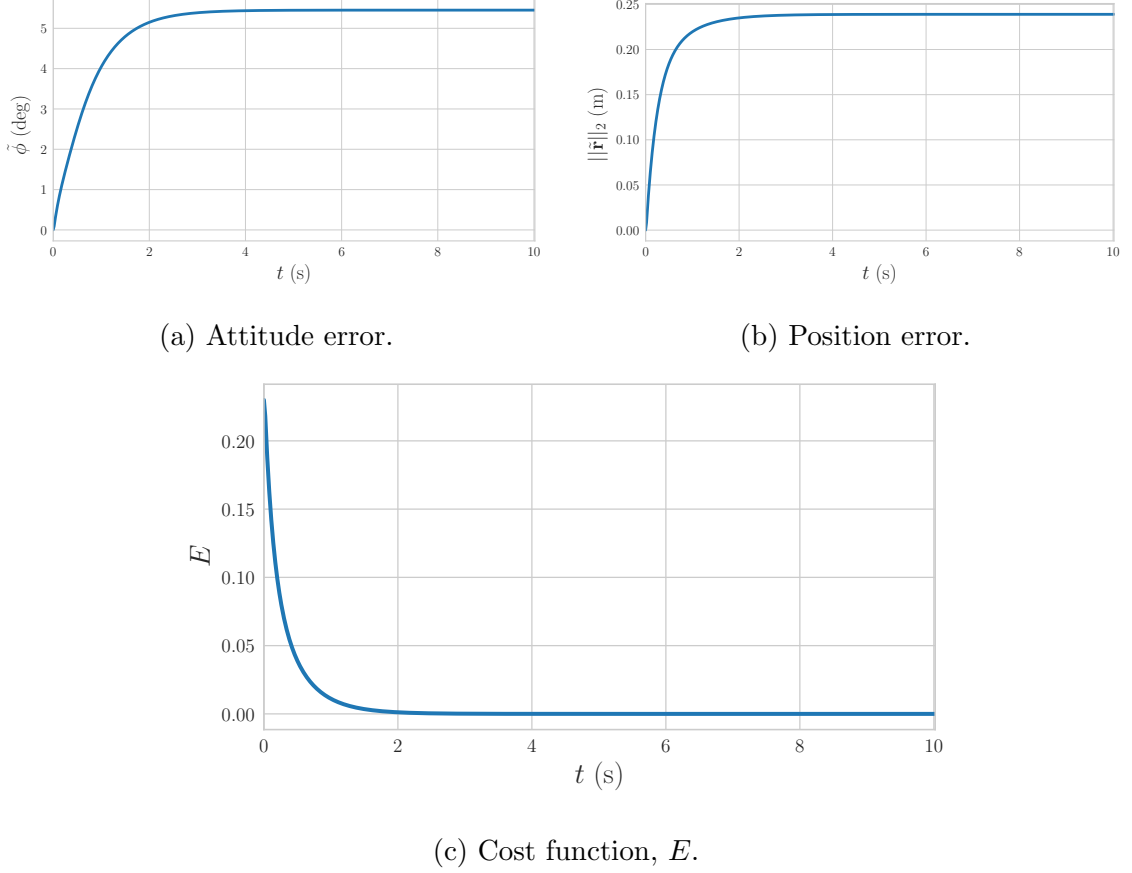 5
4
3
2
1
0
0 2 4 6 8 10
ϕ̃ (deg)
t (s)
(a) Attitude error.
0.25
0.20
0.15
0.10
0.05
0.00
0 2 4 6 8 10
||r̃||₂ (m)
t (s)
(b) Position error.
0.20
0.15
0.10
0.05
0.00
0 2 4 6 8 10
E
t (s)
(c) Cost function, E.